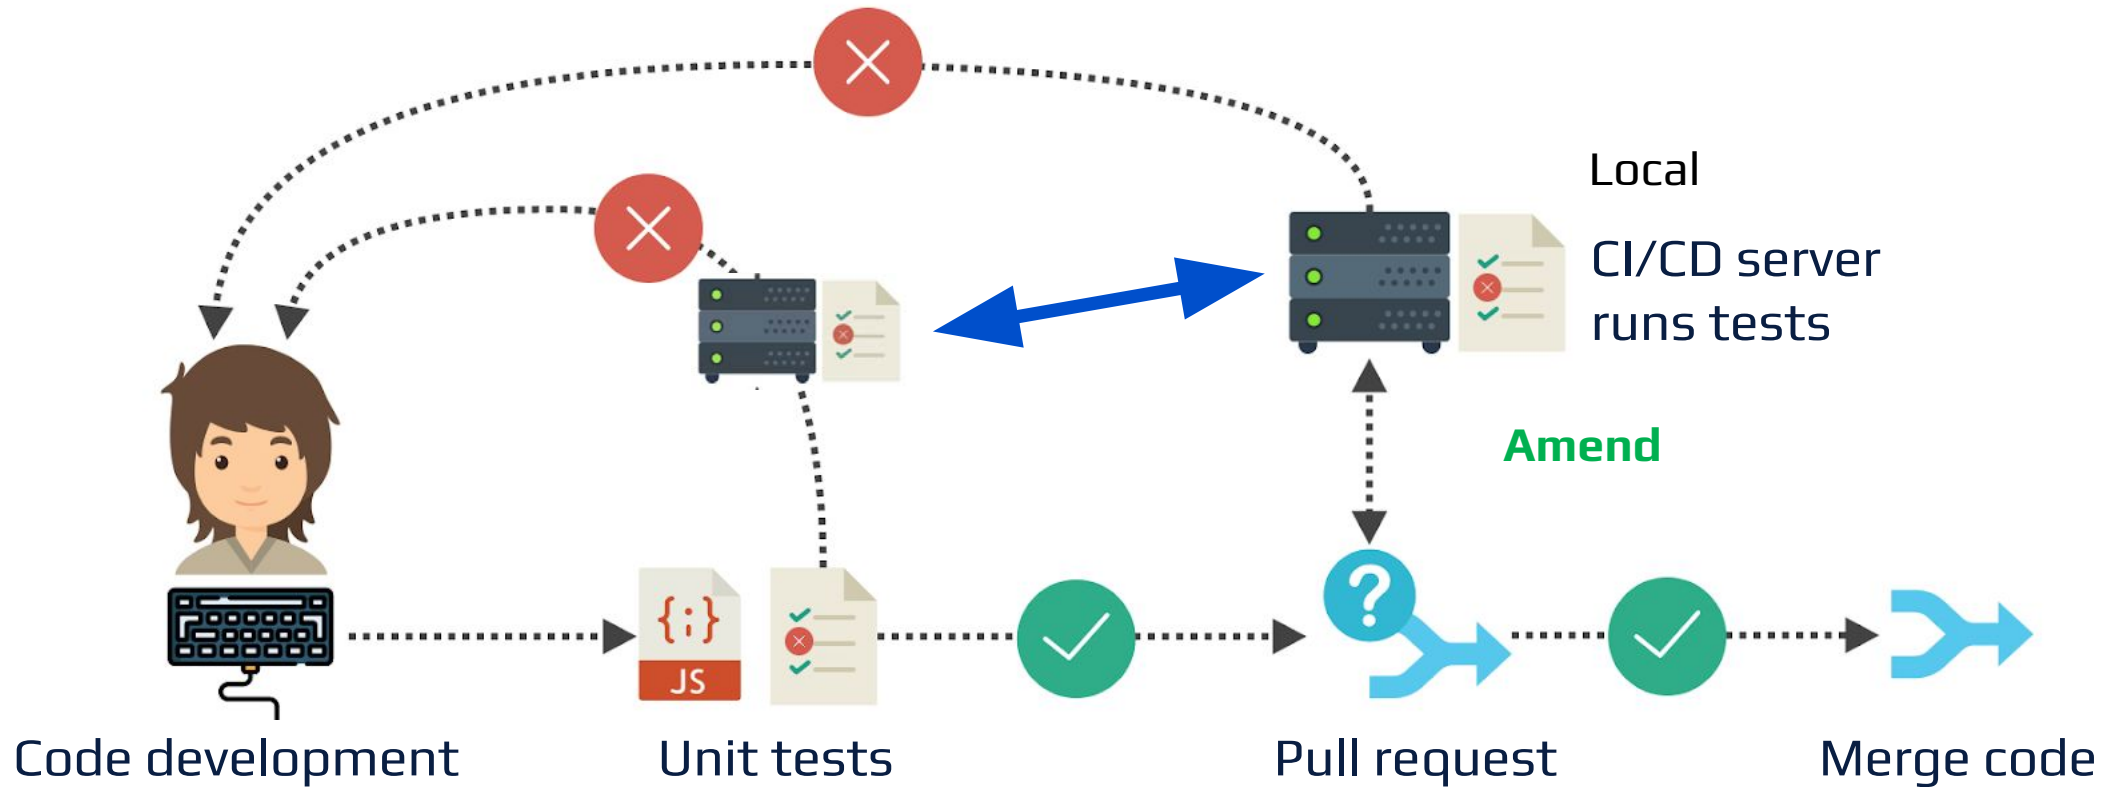 Local
CI/CD server
runs tests
Amend
{;}
JS
?
Code development
Unit tests
Pull request
Merge code